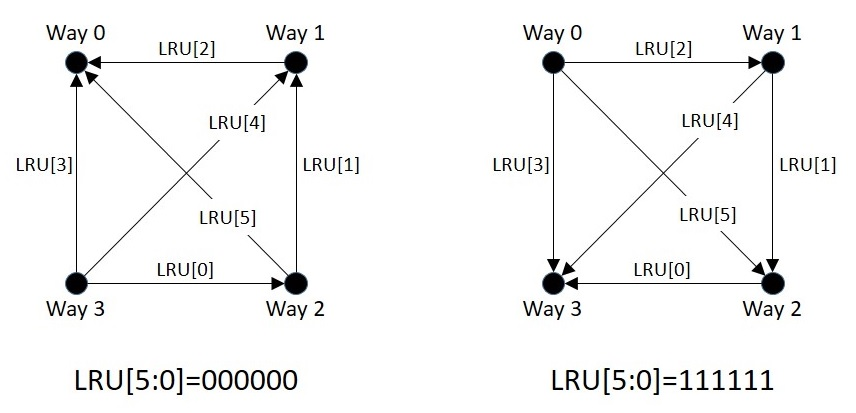 Way 0
Way 1
LRU[2]
LRU[4]
LRU[3]
LRU[1]
LRU[5]
LRU[0]
Way 3
Way 2
LRU[5:0]=000000
Way 0
Way 1
LRU[2]
LRU[4]
LRU[3]
LRU[1]
LRU[5]
LRU[0]
Way 3
Way 2
LRU[5:0]=111111